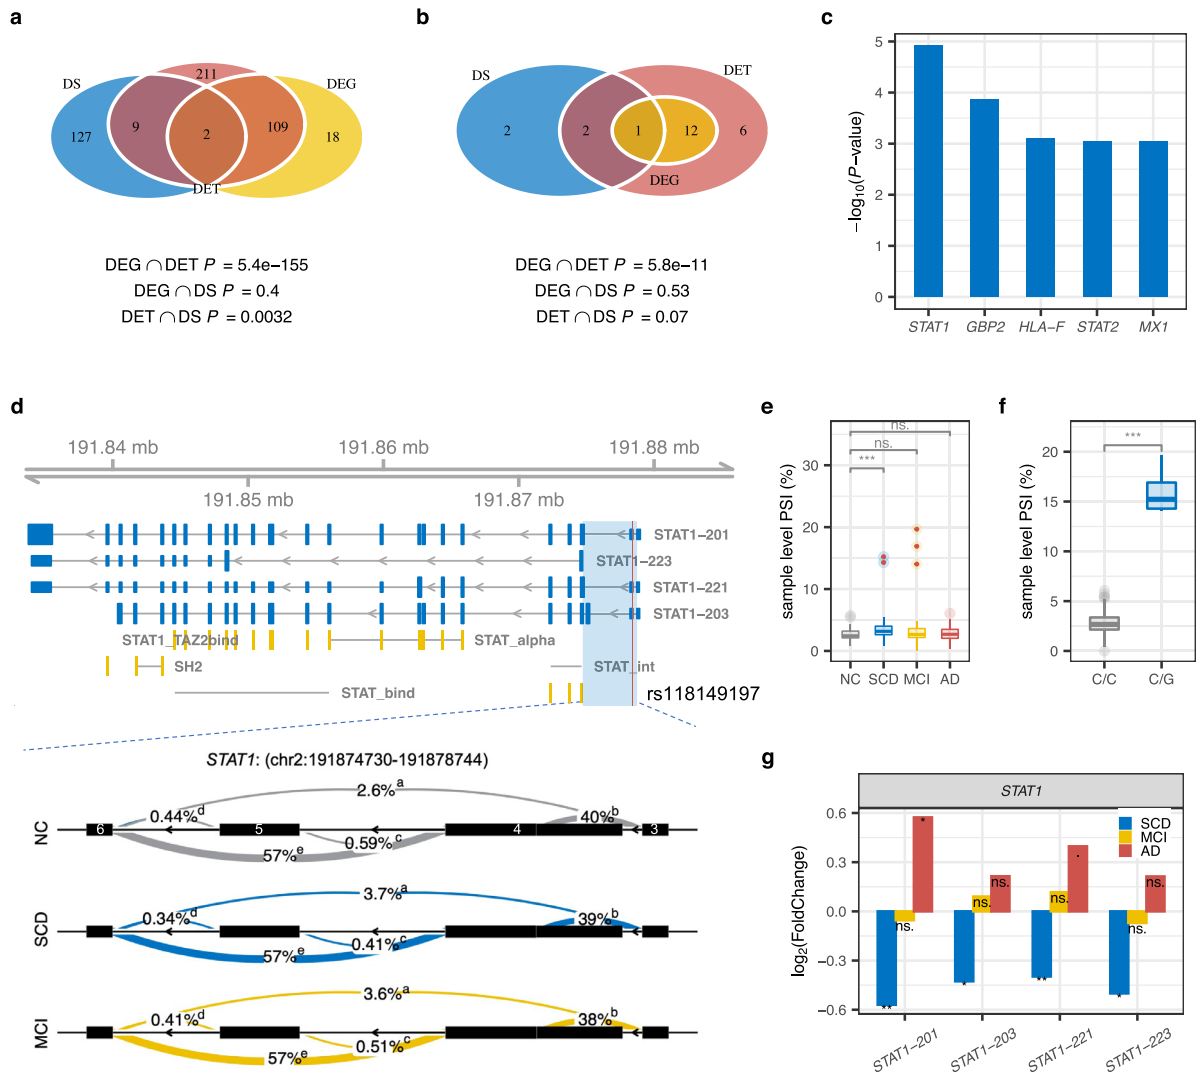 a
DS
211
DEG
127
9
2
109
18
DET
DEG ∩ DET P = 5.4e−155
DEG ∩ DS P = 0.4
DET ∩ DS P = 0.0032
b
DS
DET
2
2
1
12
6
DEG
DEG ∩ DET P = 5.8e−11
DEG ∩ DS P = 0.53
DET ∩ DS P = 0.07
c
−log10(P−value)
5
4
3
2
1
0
STAT1 GBP2 HLA−F STAT2 MX1
d
191.84 mb 191.86 mb 191.88 mb
191.85 mb 191.87 mb
STAT1−201
STAT1−223
STAT1−221
STAT1−203
STAT1_TAZ2bind STAT_alpha
SH2 STAT_int
STAT_bind rs118149197
STAT1: (chr2:191874730-191878744)
NC
2.6%a
0.44%d
40%b
6 5 4 3
57%e
0.59%c
SCD
3.7%a
0.34%d
39%b
57%e
0.41%c
MCI
3.6%a
0.41%d
38%b
57%e
0.51%c
e
sample level PSI (%)
30
20
10
0
ns.
ns.
***
NC SCD MCI AD
f
sample level PSI (%)
20
15
10
5
0
***
C/C C/G
g
STAT1
log2(FoldChange)
0.6
0.3
0.0
−0.3
−0.6
SCD
MCI
AD
*
.
ns. ns. ns. ns.
ns. ns.
** * ** *
STAT1−201 STAT1−203 STAT1−221 STAT1−223